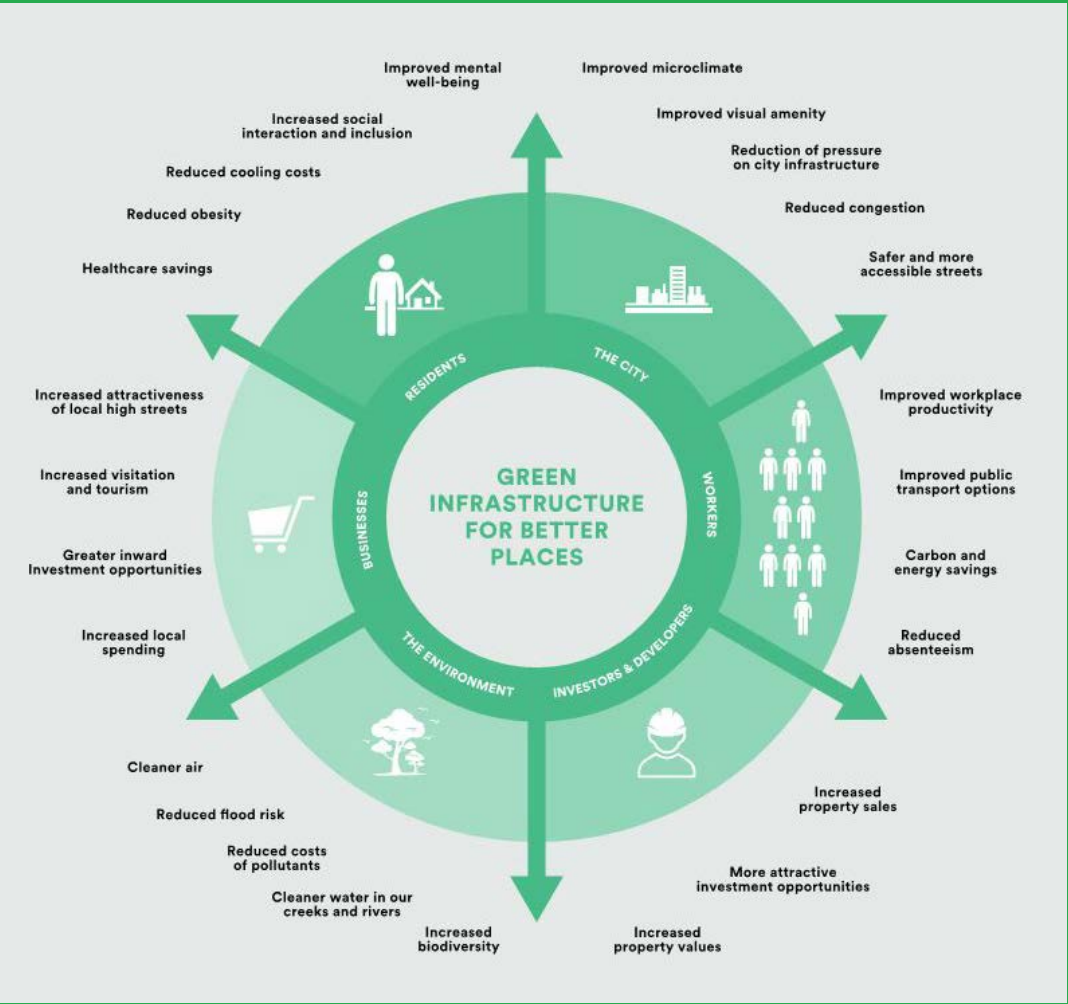 Improved mental
well-being
Improved microclimate
Increased social
interaction and inclusion
Improved visual amenity
Reduction of pressure
on city infrastructure
Reduced cooling costs
Reduced obesity
Reduced congestion
Healthcare savings
Safer and more
accessible streets
RESIDENTS
THE CITY
Increased attractiveness
of local high streets
Improved workplace
productivity
Increased visitation
and tourism
GREEN
INFRASTRUCTURE
FOR BETTER
PLACES
BUSINESSES
WORKERS
Improved public
transport options
Greater inward
Investment opportunities
Carbon and
energy savings
Increased local
spending
Reduced
absenteeism
THE ENVIRONMENT
INVESTORS & DEVELOPERS
Cleaner air
Increased
property sales
Reduced flood risk
Reduced costs
of pollutants
More attractive
investment opportunities
Cleaner water in our
creeks and rivers
Increased
biodiversity
Increased
property values